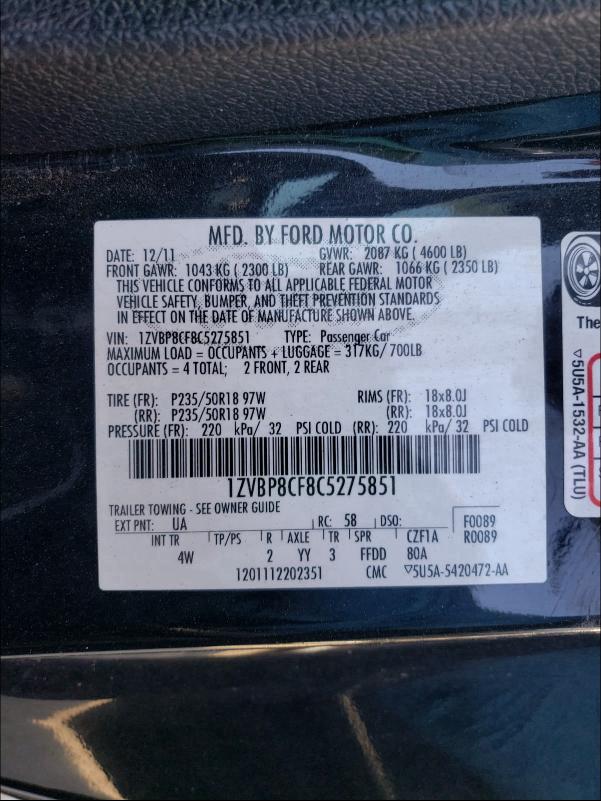 MFD. BY FORD MOTOR CO.
DATE: 12/11 GVWR: 2087 KG ( 4600 LB)
FRONT GAWR: 1043 KG ( 2300 LB) REAR GAWR: 1066 KG ( 2350 LB)
THIS VEHICLE CONFORMS TO ALL APPLICABLE FEDERAL MOTOR
VEHICLE SAFETY, BUMPER, AND THEFT PREVENTION STANDARDS
IN EFFECT ON THE DATE OF MANUFACTURE SHOWN ABOVE.
VIN: 1ZVBP8CF8C5275851 TYPE: Passenger Car
MAXIMUM LOAD = OCCUPANTS + LUGGAGE = 317KG/ 700LB
OCCUPANTS = 4 TOTAL; 2 FRONT, 2 REAR
TIRE (FR): P235/50R18 97W RIMS (FR): 18x8.0J
(RR): P235/50R18 97W (RR): 18x8.0J
PRESSURE (FR): 220 kPa/ 32 PSI COLD (RR): 220 kPa/ 32 PSI COLD
1ZVBP8CF8C5275851
TRAILER TOWING - SEE OWNER GUIDE
EXT PNT: UA RC: 58 DSO: F0089
INT TR TP/PS R AXLE TR SPR CZF1A R0089
4W 2 YY 3 FFDD 80A
1201112202351 CMC ▽5U5A-5420472-AA
The
▽5U5A-1532-AA (TLU)